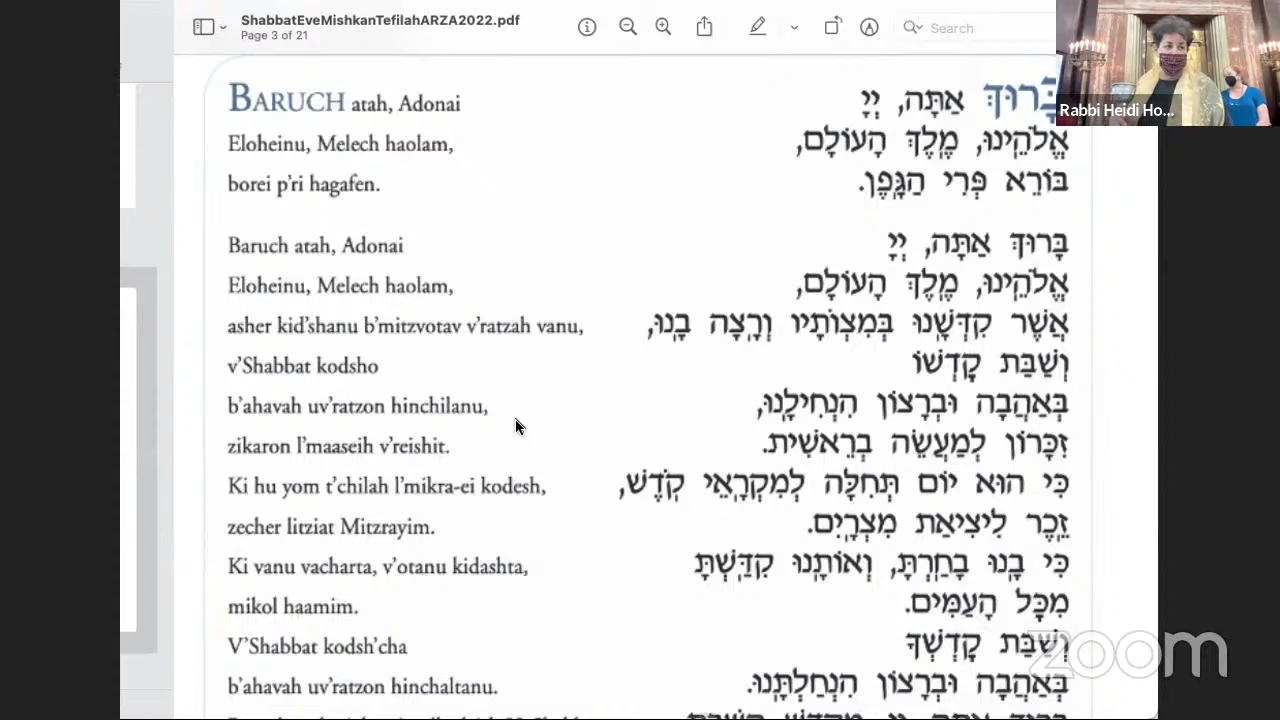 ShabbatEveMishkanTefilahARZA2022.pdf
Page 3 of 21
Search
Rabbi Heidi Ho...
BARUCH atah, Adonai
Eloheinu, Melech haolam,
borei p'ri hagafen.
Baruch atah, Adonai
Eloheinu, Melech haolam,
asher kid'shanu b'mitzvotav v'ratzah vanu,
v'Shabbat kodsho
b'ahavah uv'ratzon hinchilanu,
zikaron l'maaseih v'reishit.
Ki hu yom t'chilah l'mikra-ei kodesh,
zecher litziat Mitzrayim.
Ki vanu vacharta, v'otanu kidashta,
mikol haamim.
V'Shabbat kodsh'cha
b'ahavah uv'ratzon hinchaltanu.
בָּרוּךְ אַתָּה, יְיָ
אֱלֹהֵֽינוּ, מֶֽלֶךְ הָעוֹלָם,
בּוֹרֵא פְּרִי הַגָּֽפֶן.
בָּרוּךְ אַתָּה, יְיָ
אֱלֹהֵֽינוּ, מֶֽלֶךְ הָעוֹלָם,
אֲשֶׁר קִדְּשָֽׁנוּ בְּמִצְוֹתָיו וְרָֽצָה בָֽנוּ,
וְשַׁבַּת קָדְשׁוֹ
בְּאַהֲבָה וּבְרָצוֹן הִנְחִילָֽנוּ,
זִכָּרוֹן לְמַעֲשֵׂה בְרֵאשִׁית.
כִּי הוּא יוֹם תְּחִלָּה לְמִקְרָֽאֵי קֹֽדֶשׁ,
זֵֽכֶר לִיצִיאַת מִצְרָֽיִם.
כִּי בָֽנוּ בָחַֽרְתָּ, וְאוֹתָֽנוּ קִדַּֽשְׁתָּ
מִכָּל הָעַמִּים.
וְשַׁבַּת קָדְשְׁךָ
בְּאַהֲבָה וּבְרָצוֹן הִנְחַלְתָּֽנוּ.
zoom